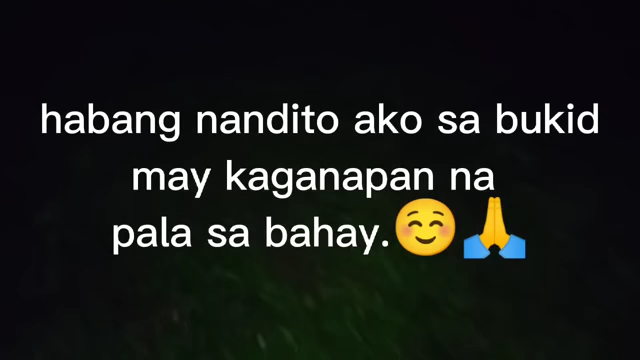 habang nandito ako sa bukid
may kaganapan na
pala sa bahay.☺️🙏